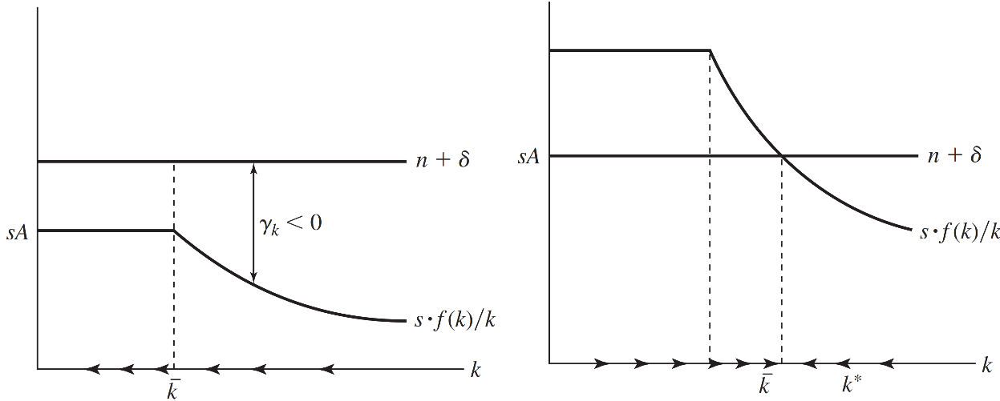 n + δ
sA
γk < 0
s · f(k)/k
k
k̄
sA
n + δ
s · f(k)/k
k
k̄
k*